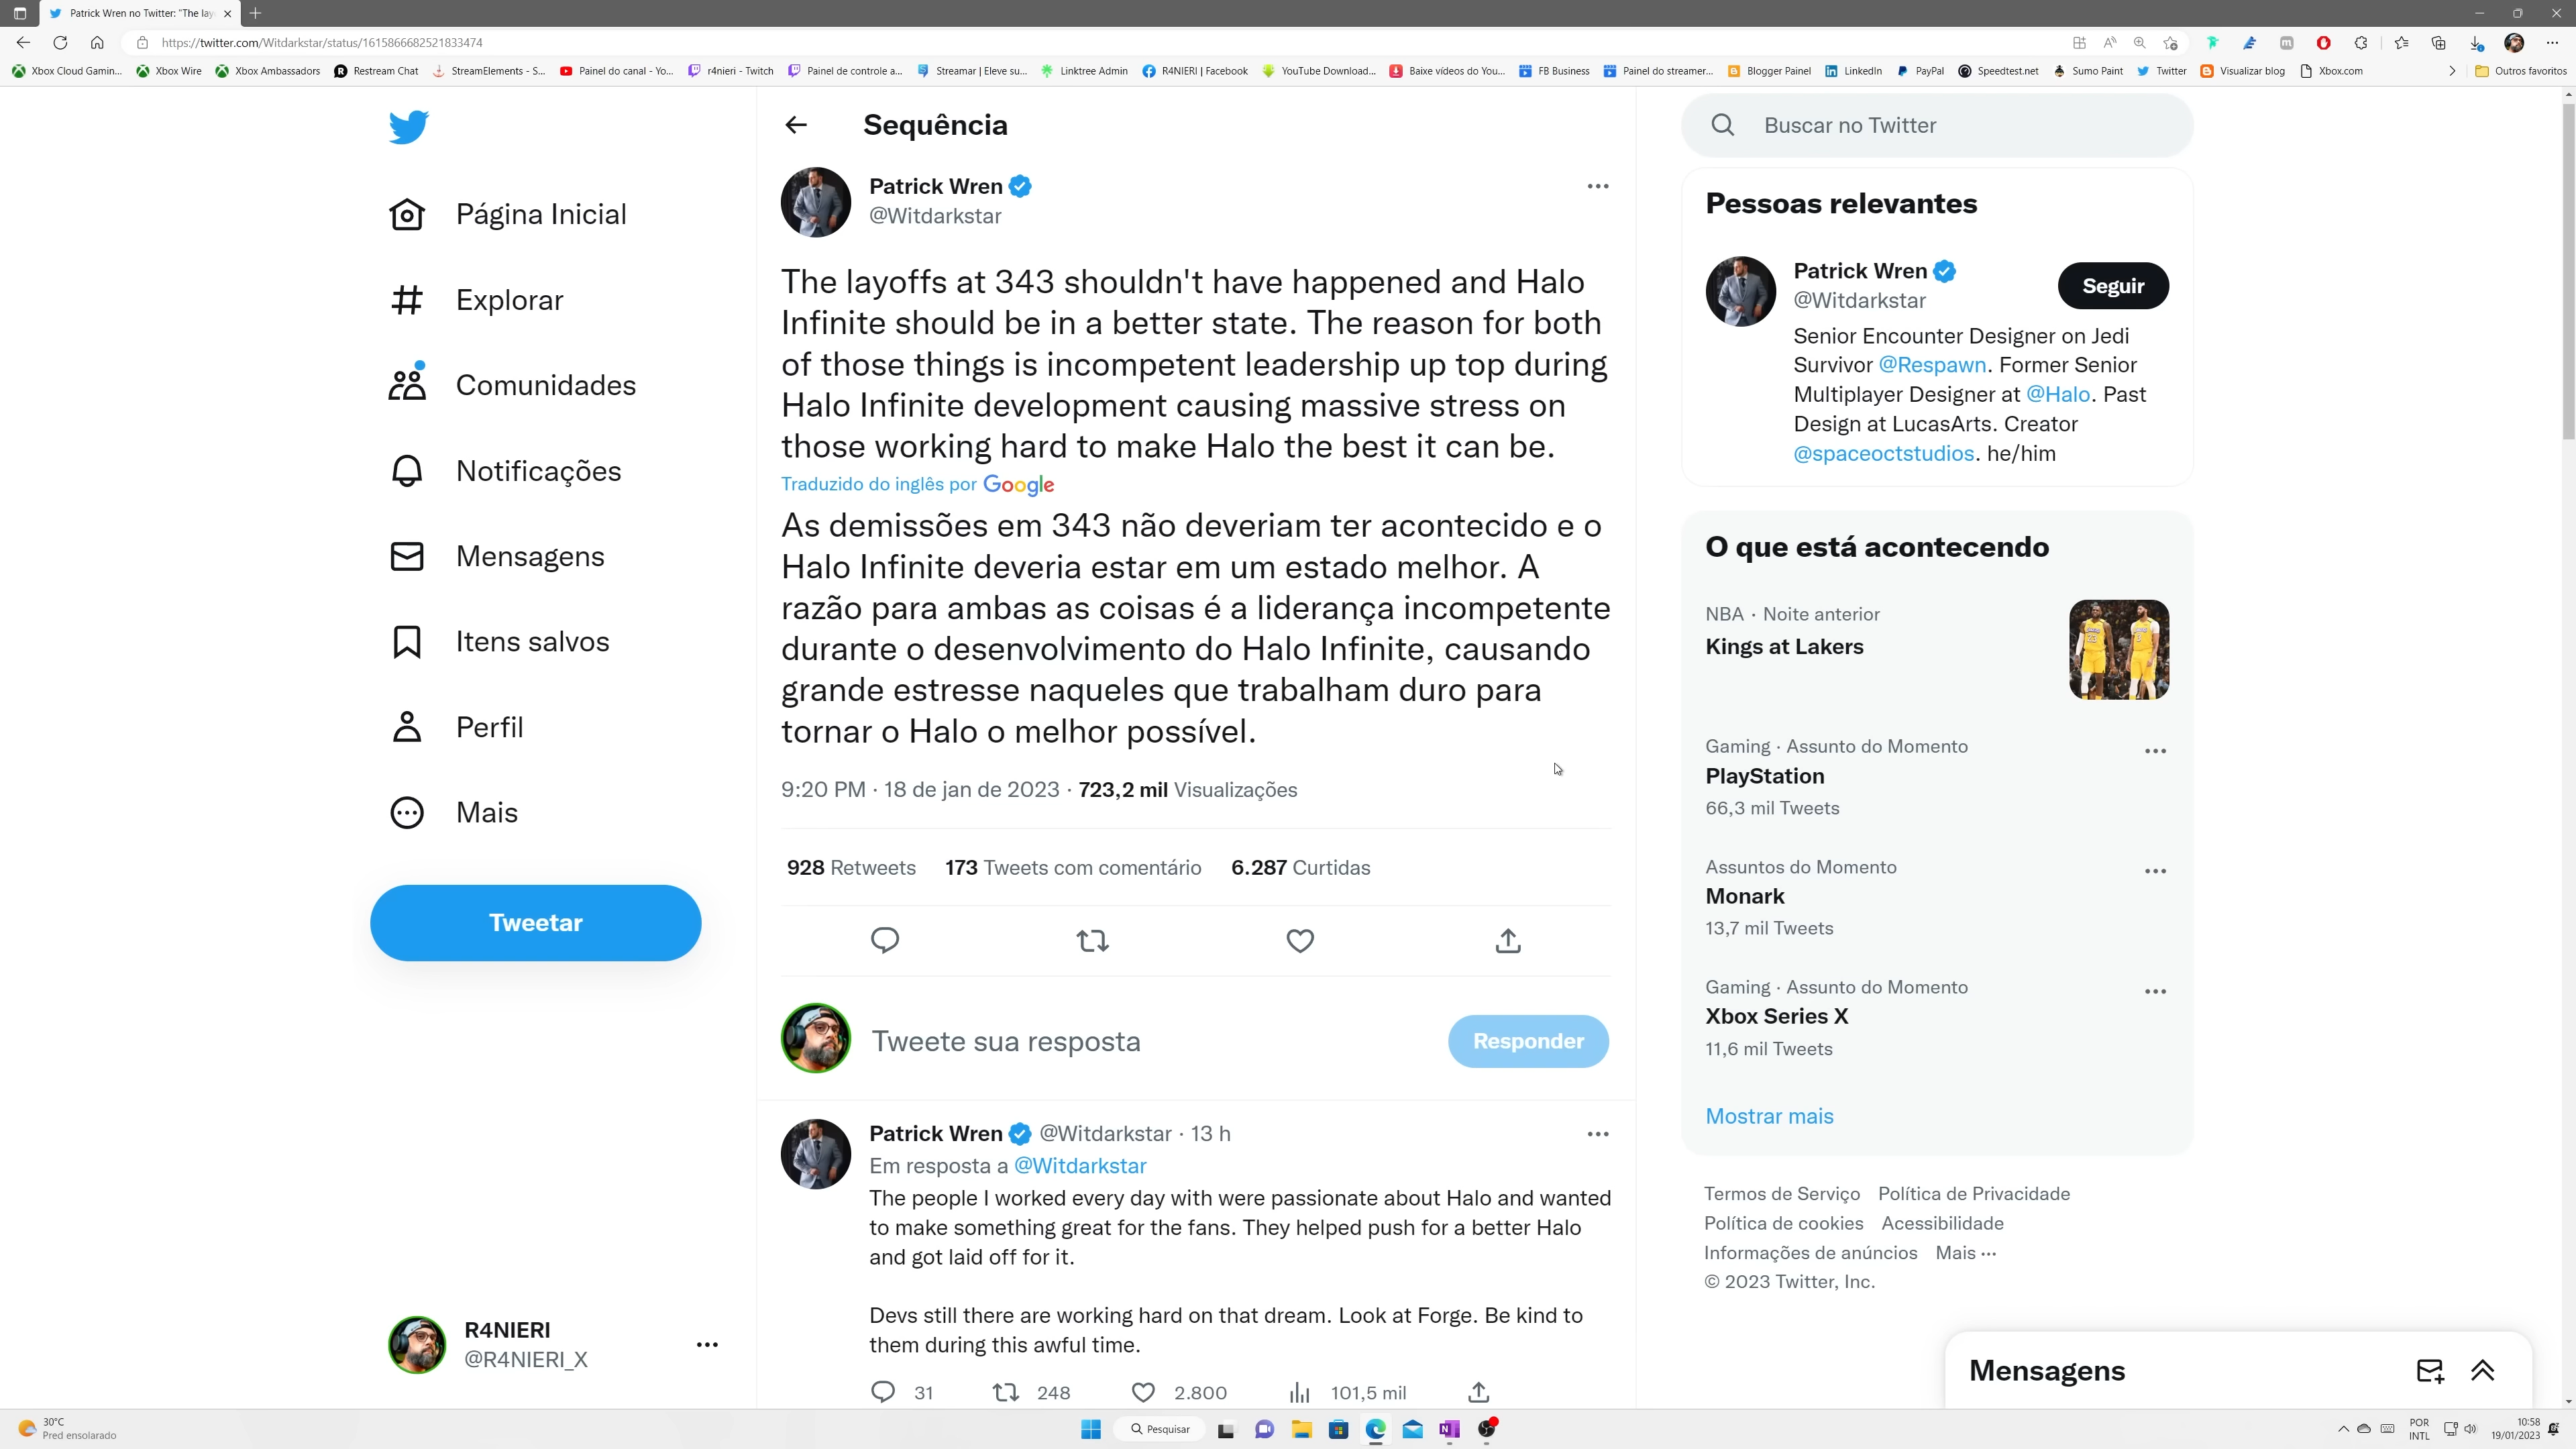 Patrick Wren no Twitter: "The lay
https://twitter.com/Witdarkstar/status/1615866682521833474
Xbox Cloud Gamin... Xbox Wire Xbox Ambassadors Restream Chat StreamElements - S... Painel do canal - Yo... r4nieri - Twitch Painel de controle a... Streamar | Eleve su... Linktree Admin R4NIERI | Facebook YouTube Download... Baixe vídeos do You... FB Business Painel do streamer... Blogger Painel LinkedIn PayPal Speedtest.net Sumo Paint Twitter Visualizar blog Xbox.com Outros favoritos
Página Inicial
Explorar
Comunidades
Notificações
Mensagens
Itens salvos
Perfil
Mais
Tweetar
R4NIERI
@R4NIERI_X
Sequência
Patrick Wren
@Witdarkstar
The layoffs at 343 shouldn't have happened and Halo
Infinite should be in a better state. The reason for both
of those things is incompetent leadership up top during
Halo Infinite development causing massive stress on
those working hard to make Halo the best it can be.
Traduzido do inglês por Google
As demissões em 343 não deveriam ter acontecido e o
Halo Infinite deveria estar em um estado melhor. A
razão para ambas as coisas é a liderança incompetente
durante o desenvolvimento do Halo Infinite, causando
grande estresse naqueles que trabalham duro para
tornar o Halo o melhor possível.
9:20 PM · 18 de jan de 2023 · 723,2 mil Visualizações
928 Retweets 173 Tweets com comentário 6.287 Curtidas
Tweete sua resposta
Responder
Patrick Wren @Witdarkstar · 13 h
Em resposta a @Witdarkstar
The people I worked every day with were passionate about Halo and wanted
to make something great for the fans. They helped push for a better Halo
and got laid off for it.
Devs still there are working hard on that dream. Look at Forge. Be kind to
them during this awful time.
31 248 2.800 101,5 mil
Buscar no Twitter
Pessoas relevantes
Patrick Wren
@Witdarkstar
Seguir
Senior Encounter Designer on Jedi
Survivor @Respawn. Former Senior
Multiplayer Designer at @Halo. Past
Design at LucasArts. Creator
@spaceoctstudios. he/him
O que está acontecendo
NBA · Noite anterior
Kings at Lakers
Gaming · Assunto do Momento
PlayStation
66,3 mil Tweets
Assuntos do Momento
Monark
13,7 mil Tweets
Gaming · Assunto do Momento
Xbox Series X
11,6 mil Tweets
Mostrar mais
Termos de Serviço Política de Privacidade
Política de cookies Acessibilidade
Informações de anúncios Mais ···
© 2023 Twitter, Inc.
Mensagens
30°C
Pred ensolarado
Pesquisar
POR
INTL
10:58
19/01/2023